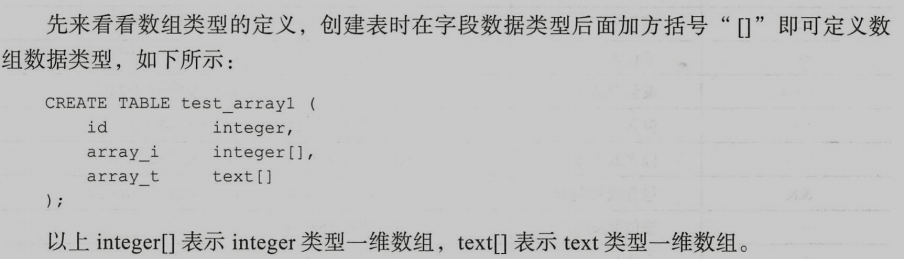 先来看看数组类型的定义，创建表时在字段数据类型后面加方括号“[]”即可定义数
组数据类型，如下所示：
CREATE TABLE test_array1 (
    id          integer,
    array_i     integer[],
    array_t     text[]
);
以上 integer[] 表示 integer 类型一维数组，text[] 表示 text 类型一维数组。